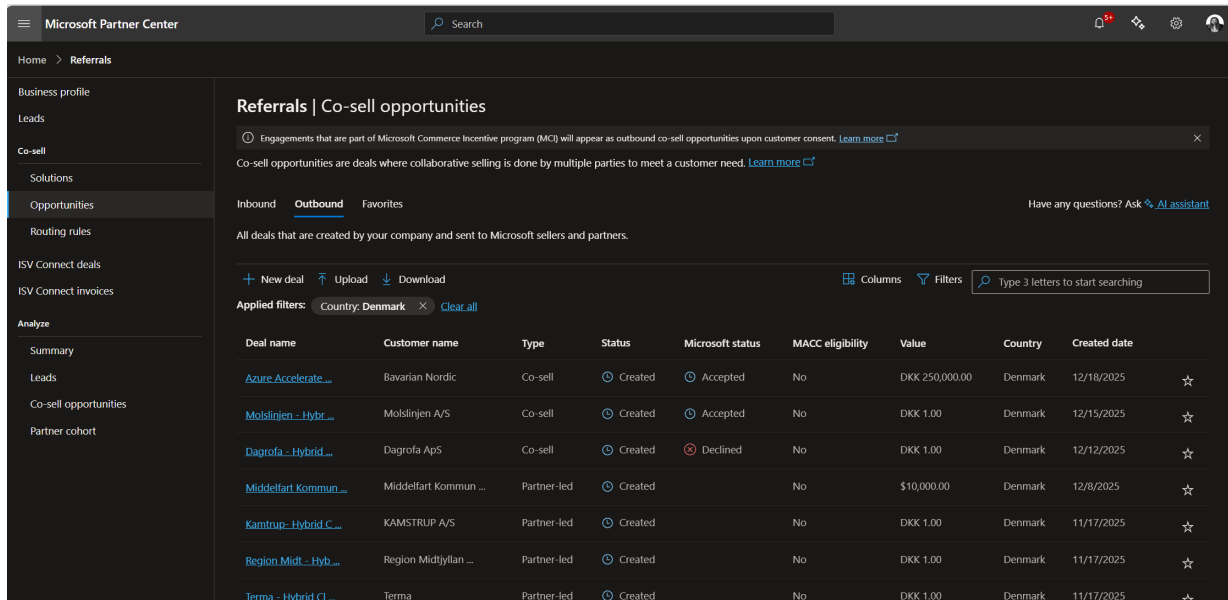 Microsoft Partner Center
Search
5+
Home > Referrals
Business profile
Leads
Co-sell
Solutions
Opportunities
Routing rules
ISV Connect deals
ISV Connect invoices
Analyze
Summary
Leads
Co-sell opportunities
Partner cohort
Referrals | Co-sell opportunities
Engagements that are part of Microsoft Commerce Incentive program (MCI) will appear as outbound co-sell opportunities upon customer consent. Learn more
Co-sell opportunities are deals where collaborative selling is done by multiple parties to meet a customer need. Learn more
Inbound Outbound Favorites Have any questions? Ask AI assistant
All deals that are created by your company and sent to Microsoft sellers and partners.
New deal Upload Download Columns Filters Type 3 letters to start searching
Applied filters: Country: Denmark Clear all
Deal name Customer name Type Status Microsoft status MACC eligibility Value Country Created date
Azure Accelerate ... Bavarian Nordic Co-sell Created Accepted No DKK 250,000.00 Denmark 12/18/2025
Molslinjen - Hybr ... Molslinjen A/S Co-sell Created Accepted No DKK 1.00 Denmark 12/15/2025
Dagrofa - Hybrid ... Dagrofa ApS Co-sell Created Declined No DKK 1.00 Denmark 12/12/2025
Middelfart Kommun ... Middelfart Kommun ... Partner-led Created No $10,000.00 Denmark 12/8/2025
Kamtrup- Hybrid C ... KAMSTRUP A/S Partner-led Created No DKK 1.00 Denmark 11/17/2025
Region Midt - Hyb ... Region Midtjyllan ... Partner-led Created No DKK 1.00 Denmark 11/17/2025
Terma - Hybrid Cl ... Terma Partner-led Created No DKK 1.00 Denmark 11/17/2025